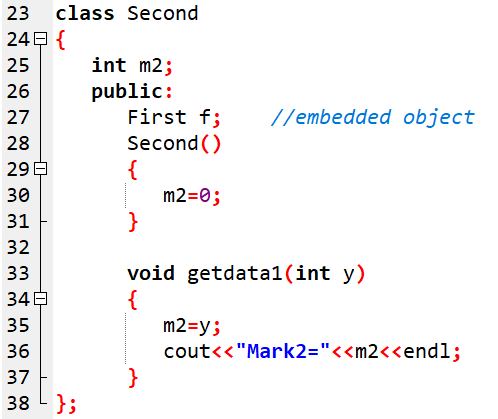 23 class Second
24 {
25 int m2;
26 public:
27 First f; //embedded object
28 Second()
29 {
30 m2=0;
31 }
32
33 void getdata1(int y)
34 {
35 m2=y;
36 cout<<"Mark2="<<m2<<endl;
37 }
38 };